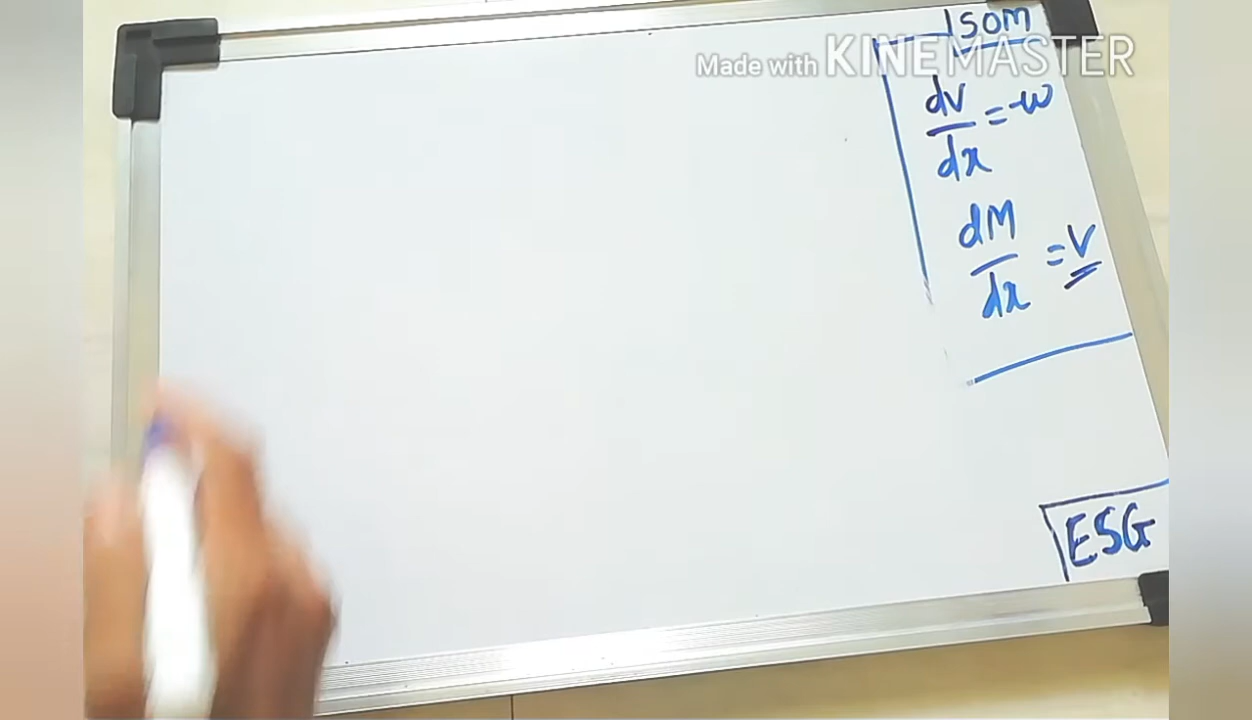 SOM
Made with KINEMASTER
dV/dx = -w
dM/dx = V
ESG